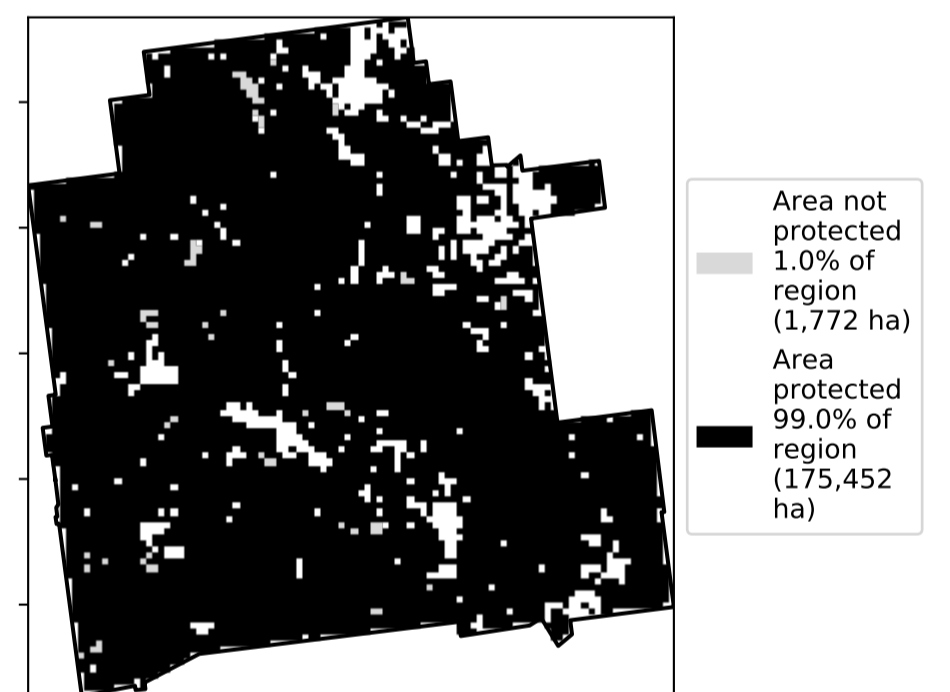 Area not
protected
1.0% of
region
(1,772 ha)
Area
protected
99.0% of
region
(175,452
ha)